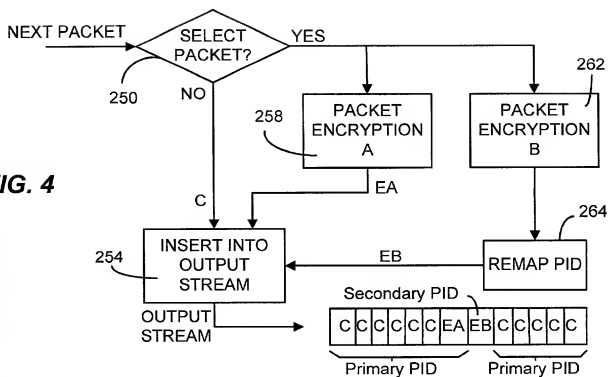 NEXT PACKET
SELECT
PACKET?
YES
250
NO
262
PACKET
ENCRYPTION
A
258
PACKET
ENCRYPTION
B
IG. 4
C
EA
264
254
INSERT INTO
OUTPUT
STREAM
EB
REMAP PID
OUTPUT
STREAM
Secondary PID
C C C C C C EA EB C C C C C
Primary PID
Primary PID